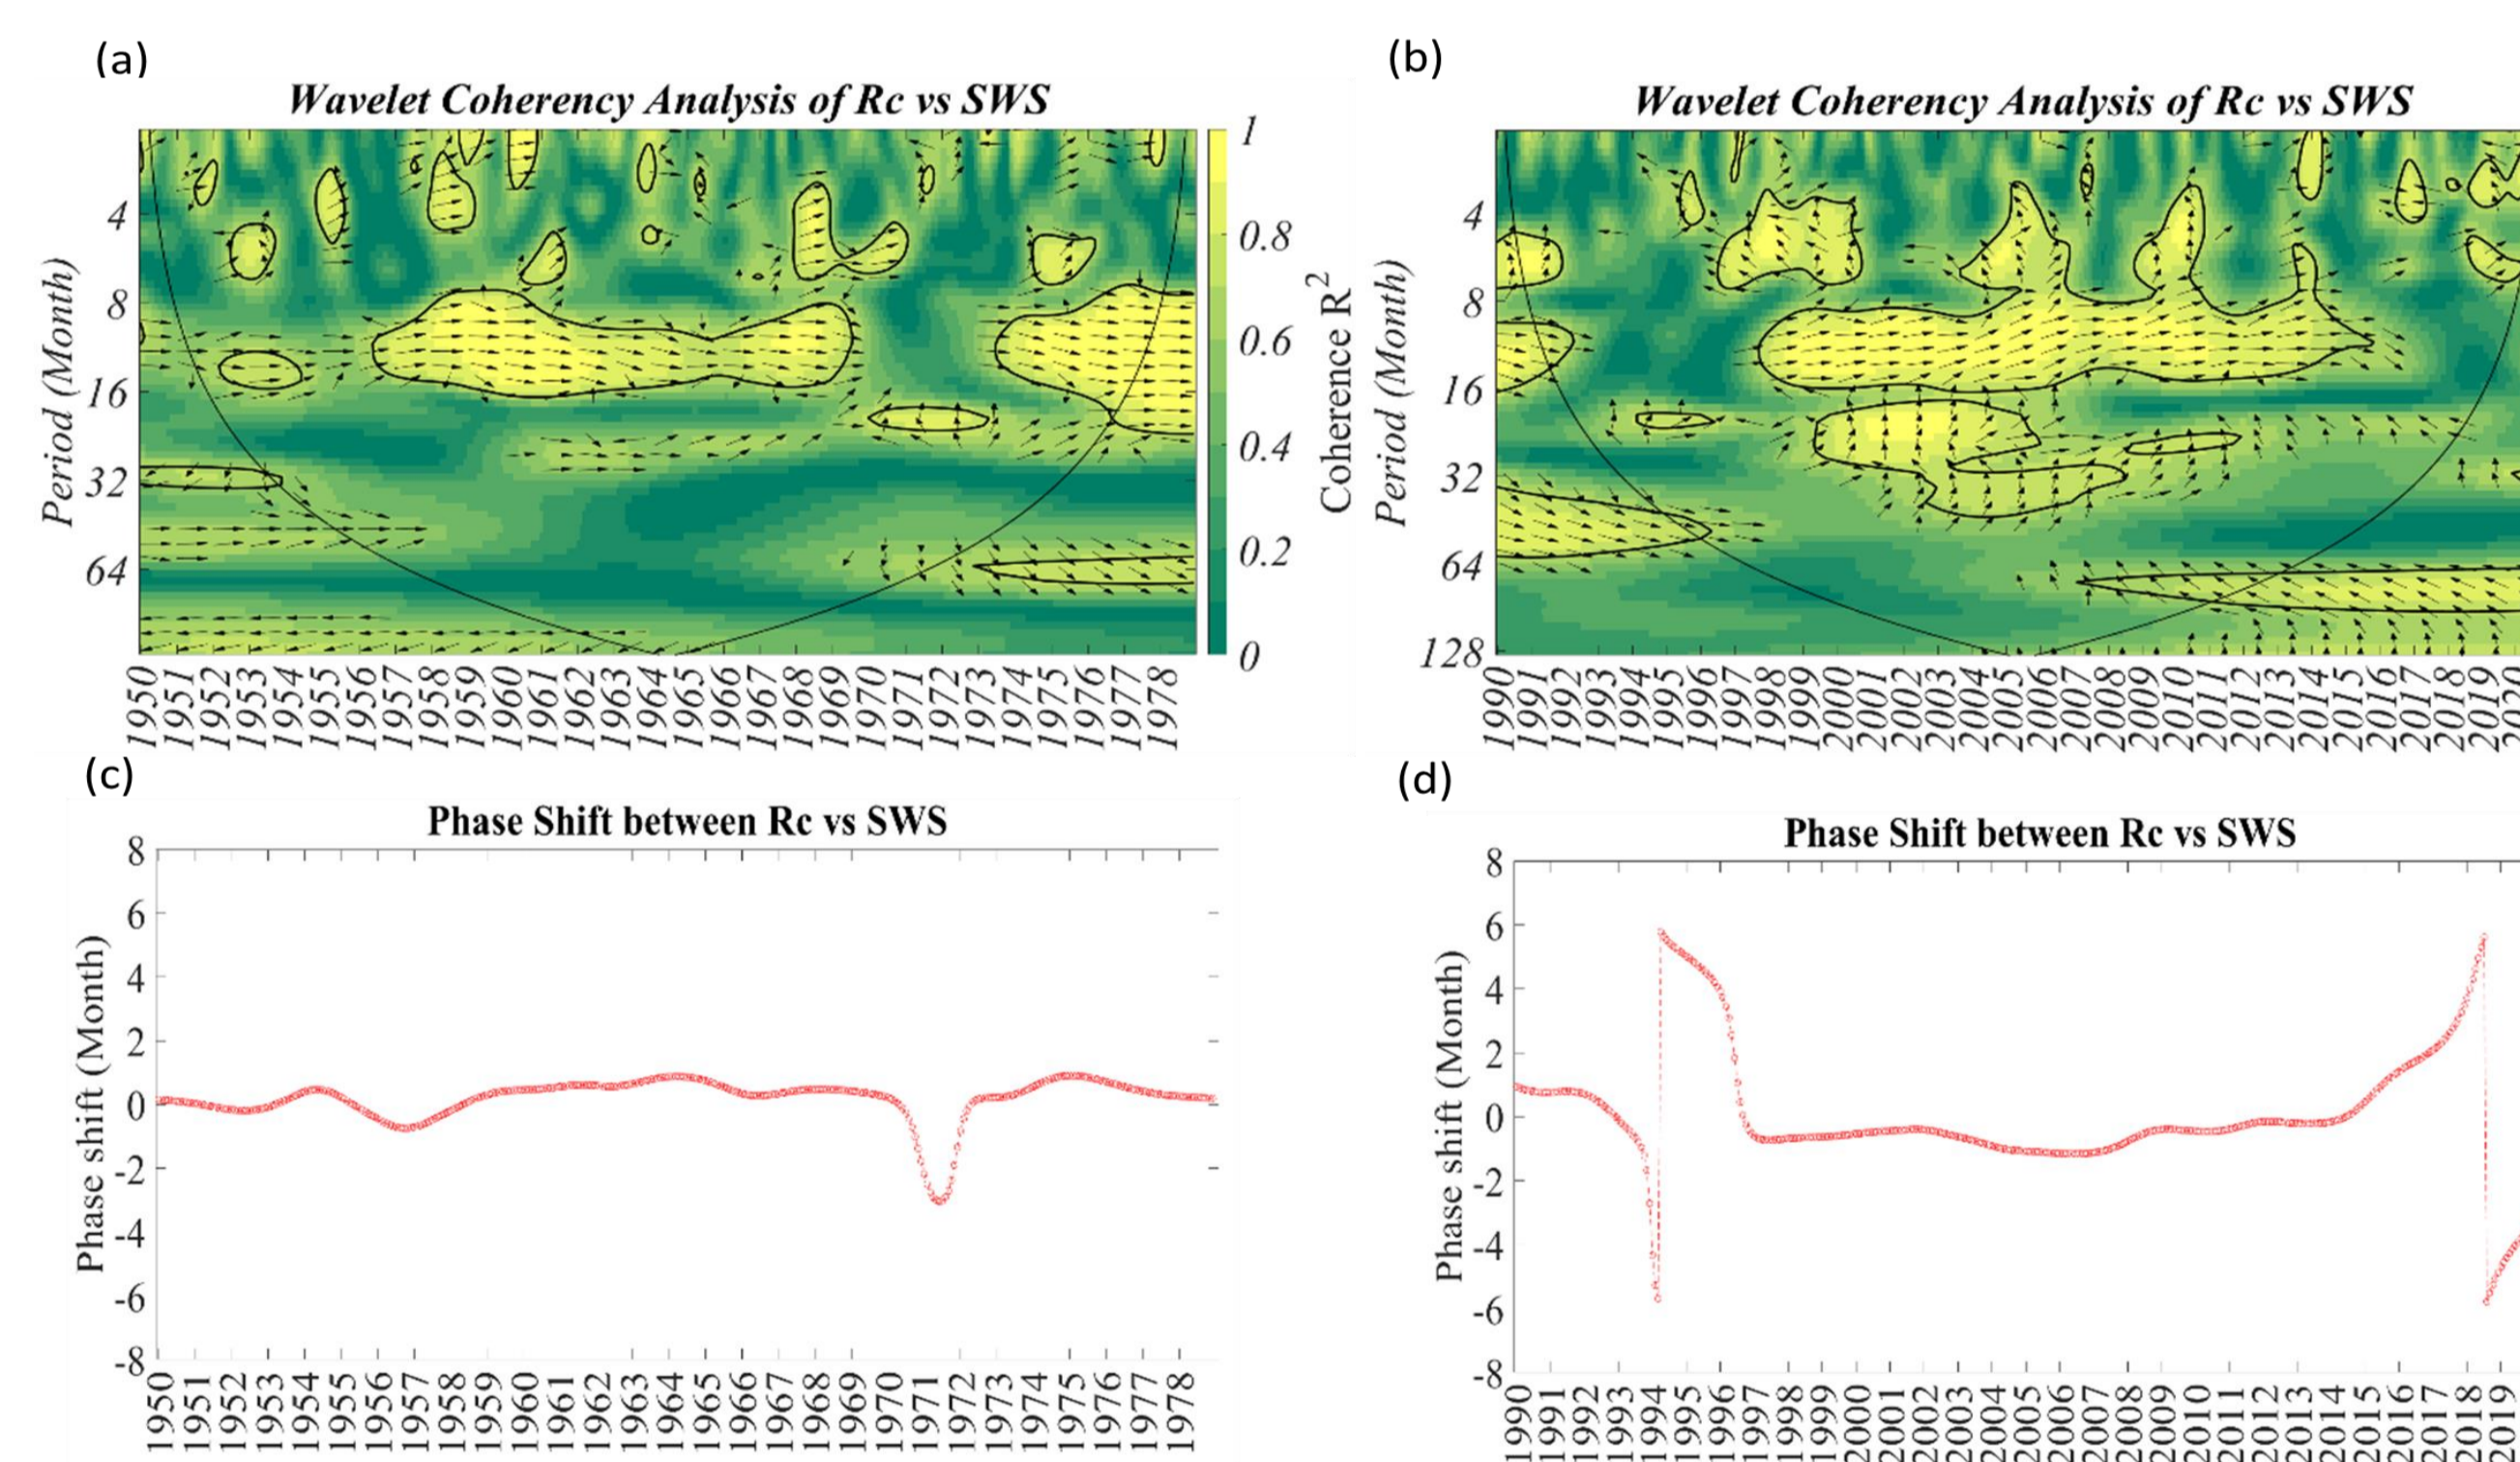 (a)
Wavelet Coherency Analysis of Rc vs SWS
Period (Month)
4
8
16
32
64
1950 1951 1952 1953 1954 1955 1956 1957 1958 1959 1960 1961 1962 1963 1964 1965 1966 1967 1968 1969 1970 1971 1972 1973 1974 1975 1976 1977 1978
1
0.8
0.6
0.4
0.2
0
Coherence R²
(b)
Wavelet Coherency Analysis of Rc vs SWS
Period (Month)
4
8
16
32
64
128
1990 1991 1992 1993 1994 1995 1996 1997 1998 1999 2000 2001 2002 2003 2004 2005 2006 2007 2008 2009 2010 2011 2012 2013 2014 2015 2016 2017 2018 2019
(c)
Phase Shift between Rc vs SWS
Phase shift (Month)
8
6
4
2
0
-2
-4
-6
-8
1950 1951 1952 1953 1954 1955 1956 1957 1958 1959 1960 1961 1962 1963 1964 1965 1966 1967 1968 1969 1970 1971 1972 1973 1974 1975 1976 1977 1978
(d)
Phase Shift between Rc vs SWS
Phase shift (Month)
8
6
4
2
0
-2
-4
-6
-8
1990 1991 1992 1993 1994 1995 1996 1997 1998 1999 2000 2001 2002 2003 2004 2005 2006 2007 2008 2009 2010 2011 2012 2013 2014 2015 2016 2017 2018 2019